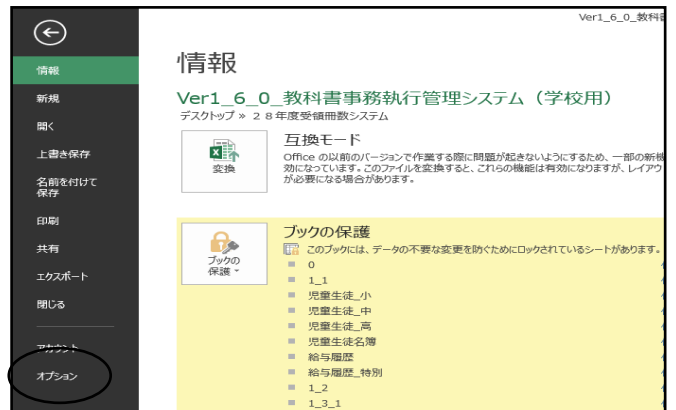 Ver1_6_0_教科
情報
情報
新規
Ver1_6_0_教科書事務執行管理システム（学校用）
デスクトップ » 28年度受領冊数システム
開く
上書き保存
名前を付けて
保存
印刷
共有
エクスポート
閉じる
アカウント
オプション
変換
互換モード
Office の以前のバージョンで作業する際に問題が起きないようにするため、一部の新機
効になっています。このファイルを変換すると、これらの機能は有効になりますが、レイアウ
が必要になる場合があります。
ブックの
保護
ブックの保護
このブックには、データの不要な変更を防ぐためにロックされているシートがあります。
0
1_1
児童生徒_小
児童生徒_中
児童生徒_高
児童生徒名簿
給与履歴
給与履歴_特別
1_2
1_3_1